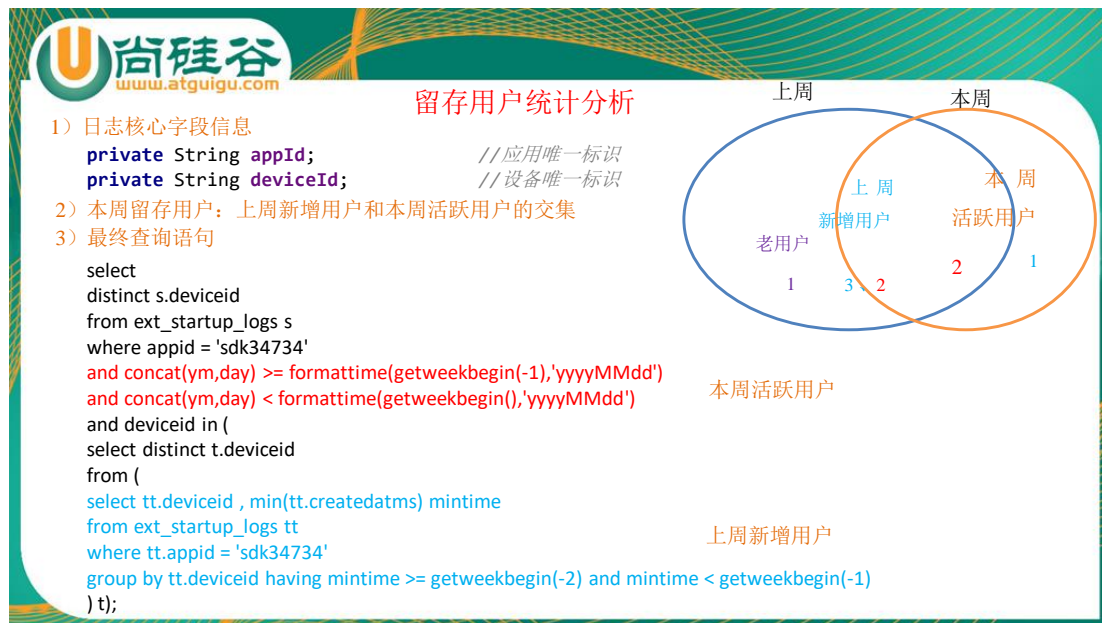 尚硅谷
www.atguigu.com
留存用户统计分析
1）日志核心字段信息
private String appId; //应用唯一标识
private String deviceId; //设备唯一标识
2）本周留存用户：上周新增用户和本周活跃用户的交集
3）最终查询语句
select
distinct s.deviceid
from ext_startup_logs s
where appid = 'sdk34734'
and concat(ym,day) >= formattime(getweekbegin(-1),'yyyyMMdd')
and concat(ym,day) < formattime(getweekbegin(),'yyyyMMdd')
and deviceid in (
select distinct t.deviceid
from (
select tt.deviceid , min(tt.createdatms) mintime
from ext_startup_logs tt
where tt.appid = 'sdk34734'
group by tt.deviceid having mintime >= getweekbegin(-2) and mintime < getweekbegin(-1)
) t);
上周
本周
上 周
新增用户
本 周
活跃用户
老用户
1
3、2
2
1
本周活跃用户
上周新增用户